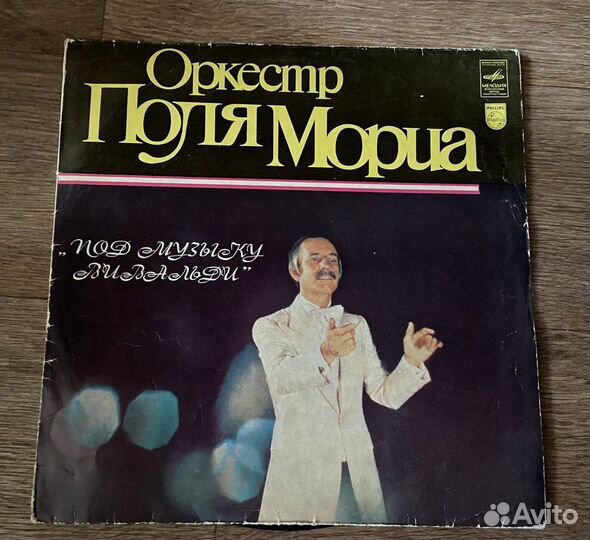 Оркестр
Поля Мориа
МЕЛОДИЯ
PHILIPS
„ПОД МУЗЫКУ
ВИВАЛЬДИ"
Avito